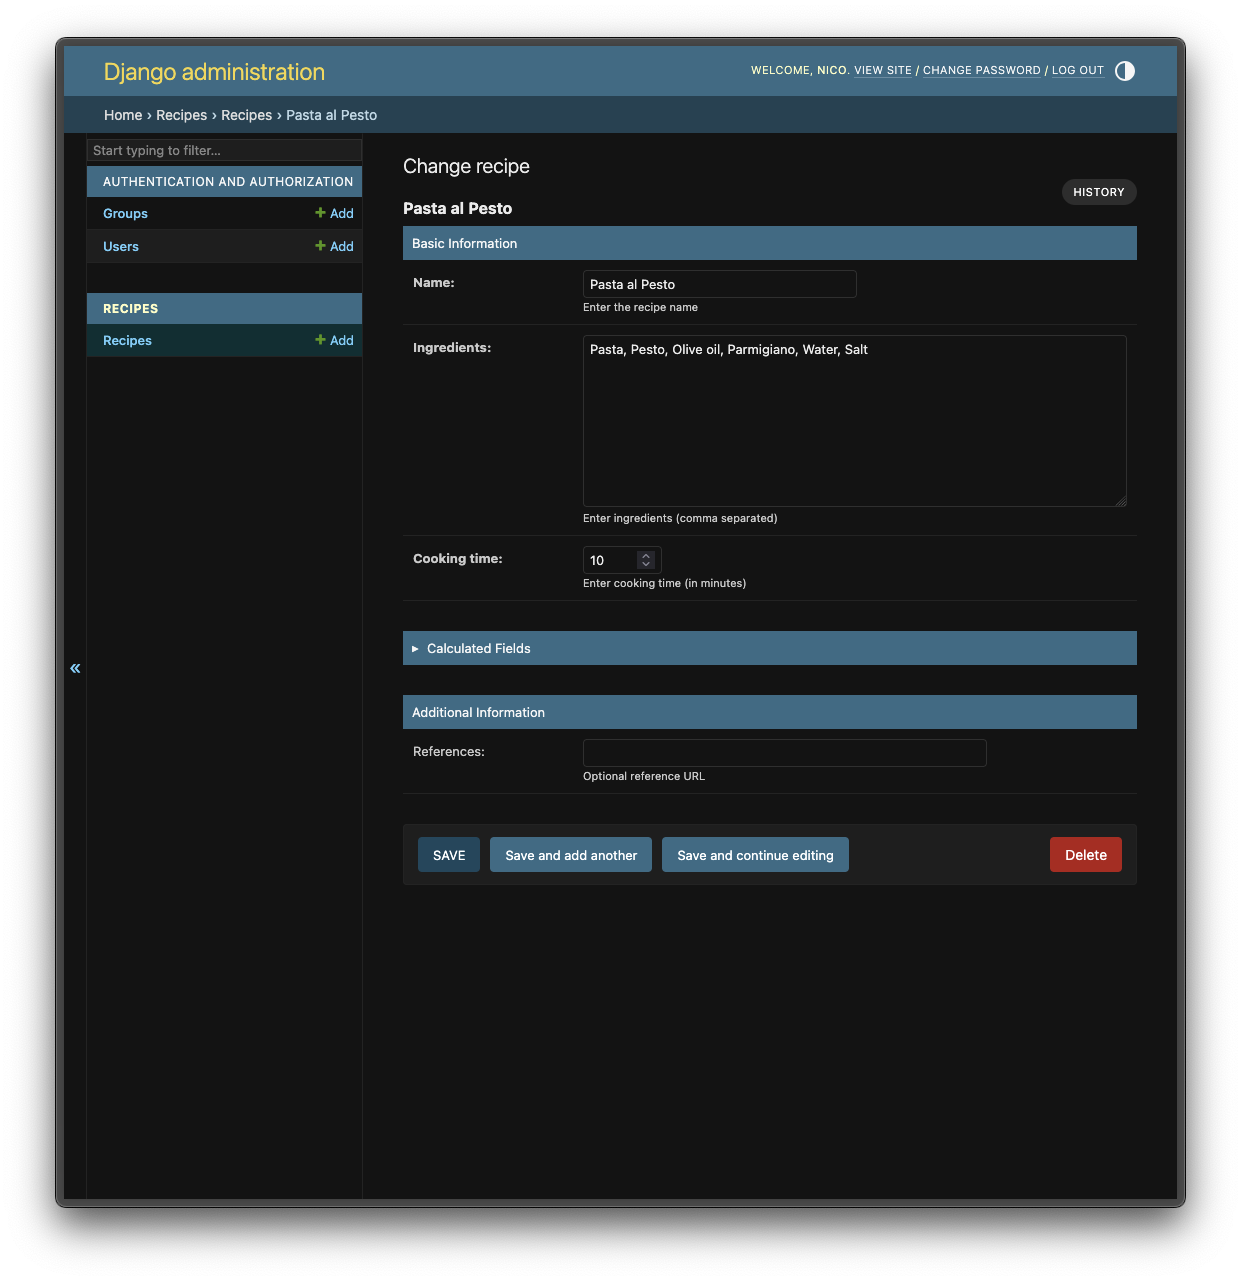 Django administration
WELCOME, NICO. VIEW SITE / CHANGE PASSWORD / LOG OUT
Home › Recipes › Recipes › Pasta al Pesto
Start typing to filter...
AUTHENTICATION AND AUTHORIZATION
Groups + Add
Users + Add
RECIPES
Recipes + Add
«
Change recipe
HISTORY
Pasta al Pesto
Basic Information
Name: Pasta al Pesto
Enter the recipe name
Ingredients: Pasta, Pesto, Olive oil, Parmigiano, Water, Salt
Enter ingredients (comma separated)
Cooking time: 10
Enter cooking time (in minutes)
Calculated Fields
Additional Information
References:
Optional reference URL
SAVE Save and add another Save and continue editing Delete